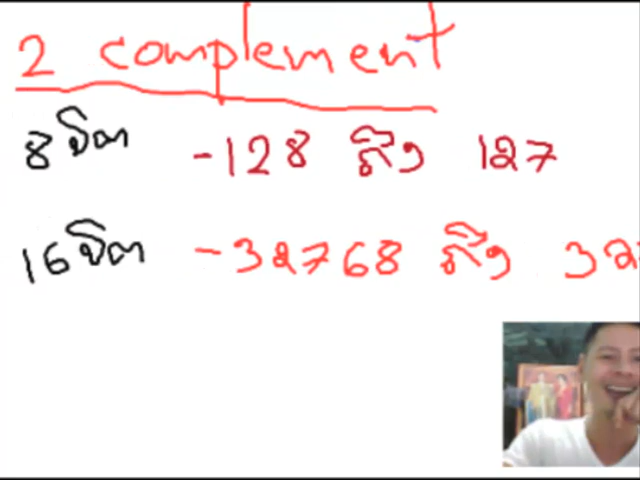 2 complement
8 บิต -128 ถึง 127
16 บิต -32768 ถึง